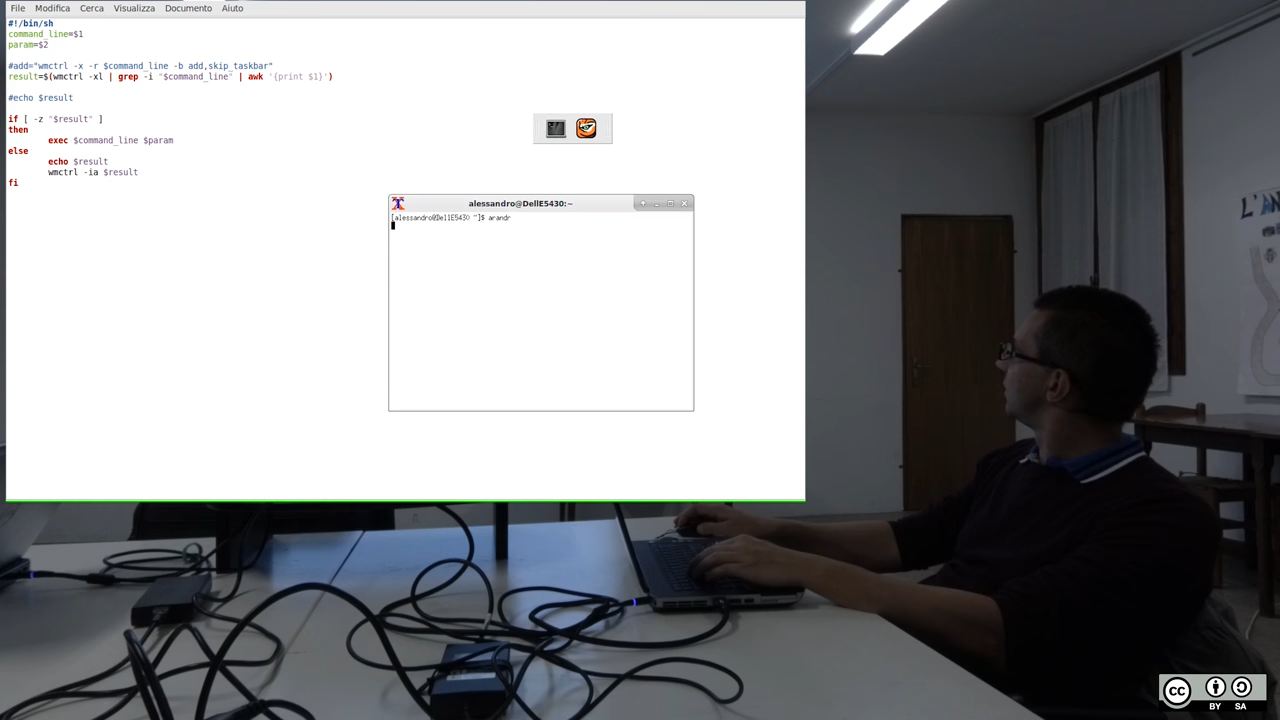 File Modifica Cerca Visualizza Documento Aiuto
#!/bin/sh
command_line=$1
param=$2
#add="wmctrl -x -r $command_line -b add,skip_taskbar"
result=$(wmctrl -xl | grep -i "$command_line" | awk '{print $1}')
#echo $result
if [ -z "$result" ]
then
exec $command_line $param
else
echo $result
wmctrl -ia $result
fi
alessandro@DellE5430:~
[alessandro@DellE5430 ~]$ arandr
L'AN
cc
BY SA